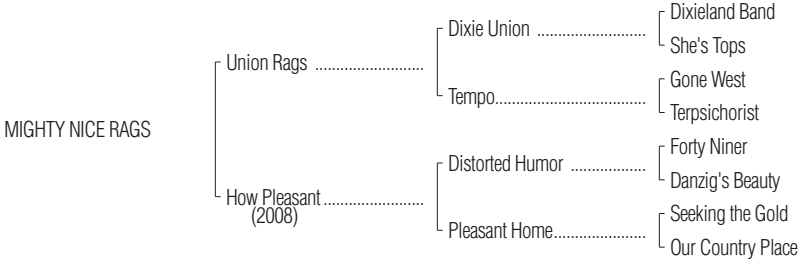 Dixieland Band
Dixie Union ..........................
She's Tops
Union Rags ..........................
Gone West
Tempo....................................
Terpsichorist
MIGHTY NICE RAGS
Forty Niner
Distorted Humor ..................
Danzig's Beauty
How Pleasant........................
(2008)
Seeking the Gold
Pleasant Home......................
Our Country Place